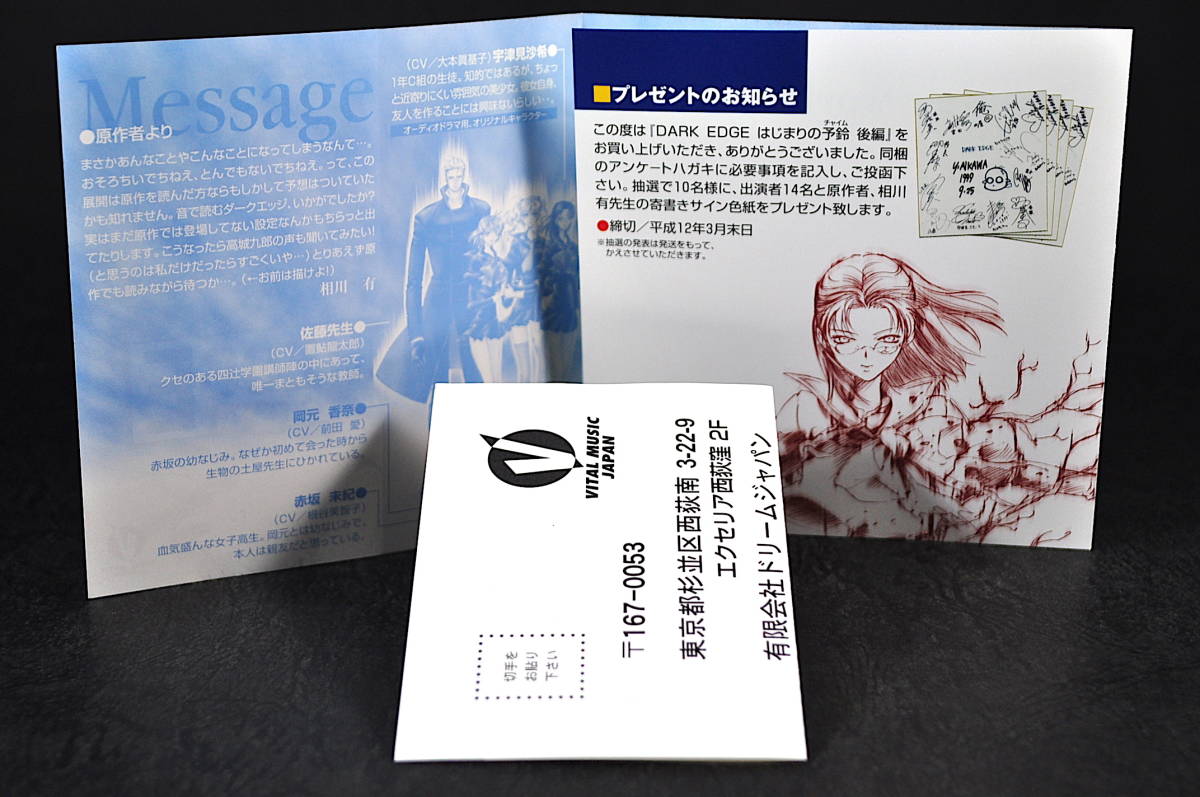 Message
●原作者より
まさかあんなことやこんなことになってしまうなんて…。
おそろちいでちねえ、とんでもないでちねえ。って、この
展開は原作を読んだ方ならもしかして予想はついていた
かも知れません。音で読むダークエッジ、いかがでしたか？
実はまだ原作では登場してない設定なんかもちらっと出
てたりします。こうなったら高城九郎の声も聞いてみたい！
（と思うのは私だけだったらすごくいや…）とりあえず原
作でも読みながら待つか…。（←お前は描けよ！）
相川 有
（CV／大本眞基子）宇津見沙希●
1年C組の生徒。知的ではあるが、ちょっ
と近寄りにくい雰囲気の美少女。彼女自身、
友人を作ることには興味ないらしい…。
オーディオドラマ用、オリジナルキャラクター
佐藤先生●
（CV／置鮎龍太郎）
クセのある四辻学園講師陣の中にあって、
唯一まともそうな教師。
岡元 香奈●
（CV／前田 愛）
赤坂の幼なじみ。なぜか初めて会った時から
生物の土屋先生にひかれている。
赤坂 未紀●
（CV／根谷美智子）
血気盛んな女子高生。岡元とは幼なじみで、
本人は親友だと思っている。
■プレゼントのお知らせ
この度は『DARK EDGE はじまりの予鈴 後編』を
チャイム
お買い上げいただき、ありがとうございました。同梱
のアンケートハガキに必要事項を記入し、ご投函下
さい。抽選で10名様に、出演者14名と原作者、相川
有先生の寄書きサイン色紙をプレゼント致します。
●締切／平成12年3月末日
※抽選の発表は発送をもって、
かえさせていただきます。
DARK EDGE
U.AIKAWA
1999
9.25
VITAL MUSIC
JAPAN
〒167-0053
東京都杉並区西荻南 3-22-9
エクセリア西荻窪 2F
有限会社ドリームジャパン
切手を
お貼り
下さい